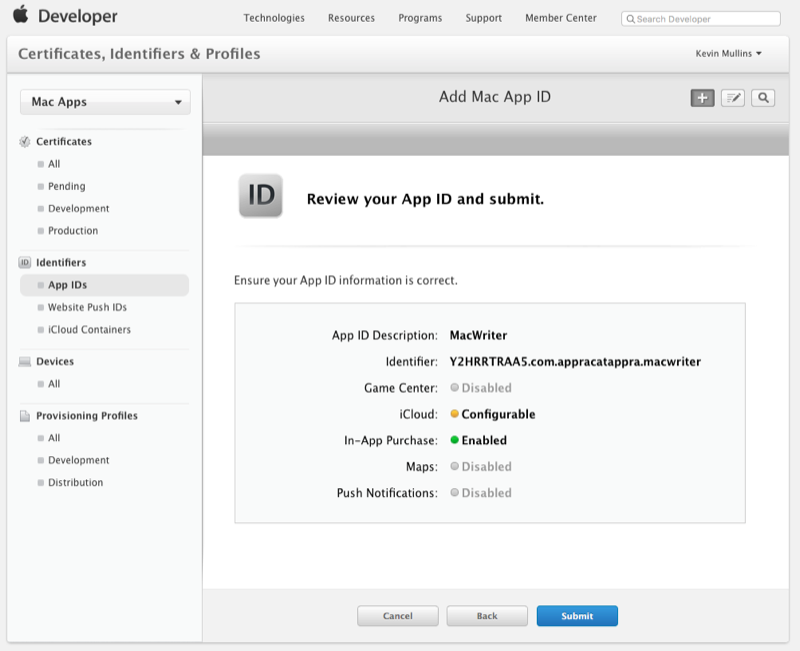 Developer
Technologies
Resources
Programs
Support
Member Center
Search Developer
Certificates, Identifiers & Profiles
Kevin Mullins
Mac Apps
Certificates
All
Pending
Development
Production
ID Identifiers
App IDs
Website Push IDs
iCloud Containers
Devices
All
Provisioning Profiles
All
Development
Distribution
Add Mac App ID
ID
Review your App ID and submit.
Ensure your App ID information is correct.
App ID Description: MacWriter
Identifier: Y2HRRTRAA5.com.appracatappra.macwriter
Game Center: Disabled
iCloud: Configurable
In-App Purchase: Enabled
Maps: Disabled
Push Notifications: Disabled
Cancel
Back
Submit